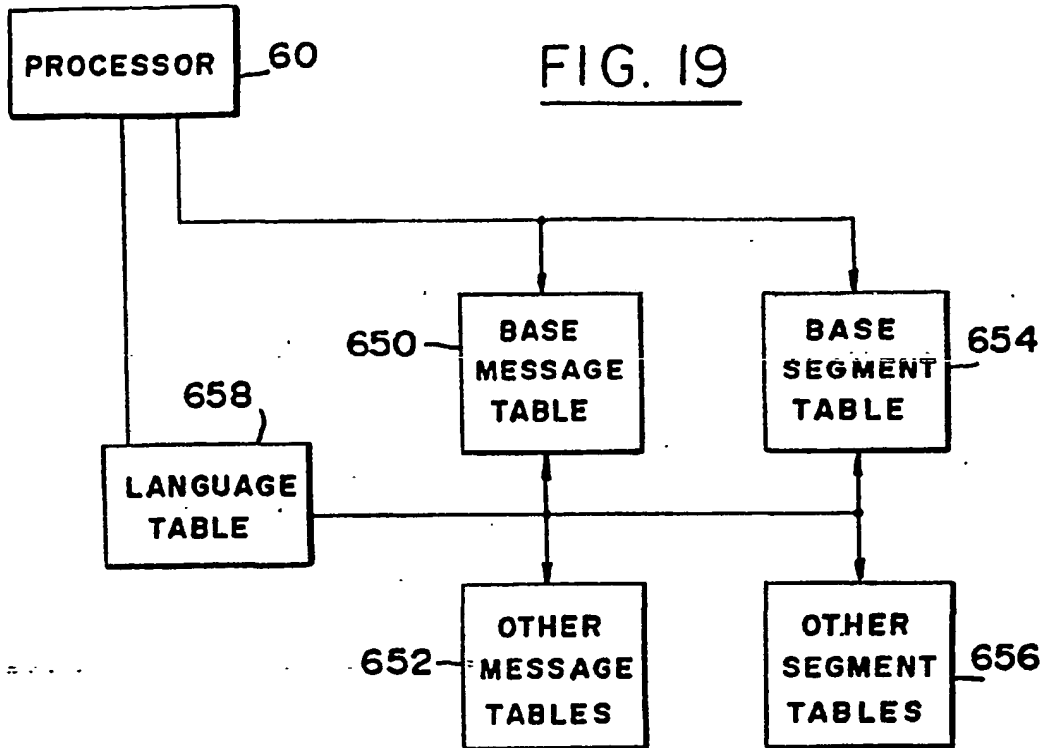 PROCESSOR
60
FIG. 19
650
BASE
MESSAGE
TABLE
BASE
SEGMENT
TABLE
654
658
LANGUAGE
TABLE
652
OTHER
MESSAGE
TABLES
OTHER
SEGMENT
TABLES
656